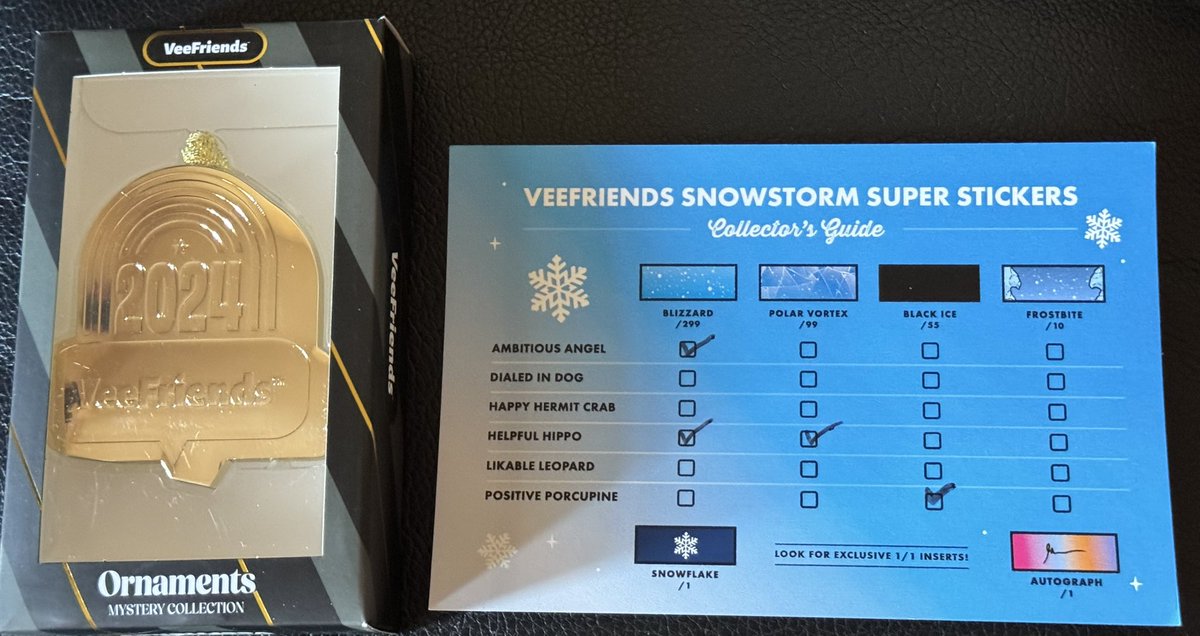 VeeFriends
2024
VeeFriends™
Ornaments
MYSTERY COLLECTION
VeeFriends
VEEFRIENDS SNOWSTORM SUPER STICKERS
Collector's Guide
BLIZZARD POLAR VORTEX BLACK ICE FROSTBITE
/299 /99 /55 /10
AMBITIOUS ANGEL
DIALED IN DOG
HAPPY HERMIT CRAB
HELPFUL HIPPO
LIKABLE LEOPARD
POSITIVE PORCUPINE
SNOWFLAKE
/1
LOOK FOR EXCLUSIVE 1/1 INSERTS!
AUTOGRAPH
/1